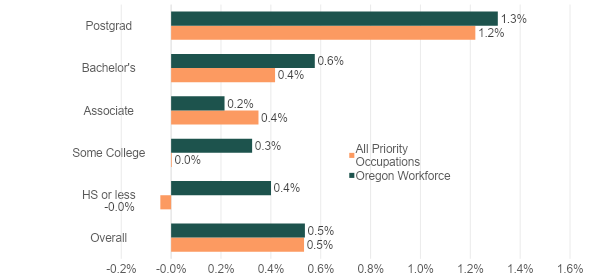 Postgrad
1.3%
1.2%
Bachelor's
0.6%
0.4%
Associate
0.2%
0.4%
Some College
0.3%
0.0%
All Priority
Occupations
Oregon Workforce
HS or less
0.4%
-0.0%
Overall
0.5%
0.5%
-0.2% -0.0% 0.2% 0.4% 0.6% 0.8% 1.0% 1.2% 1.4% 1.6%